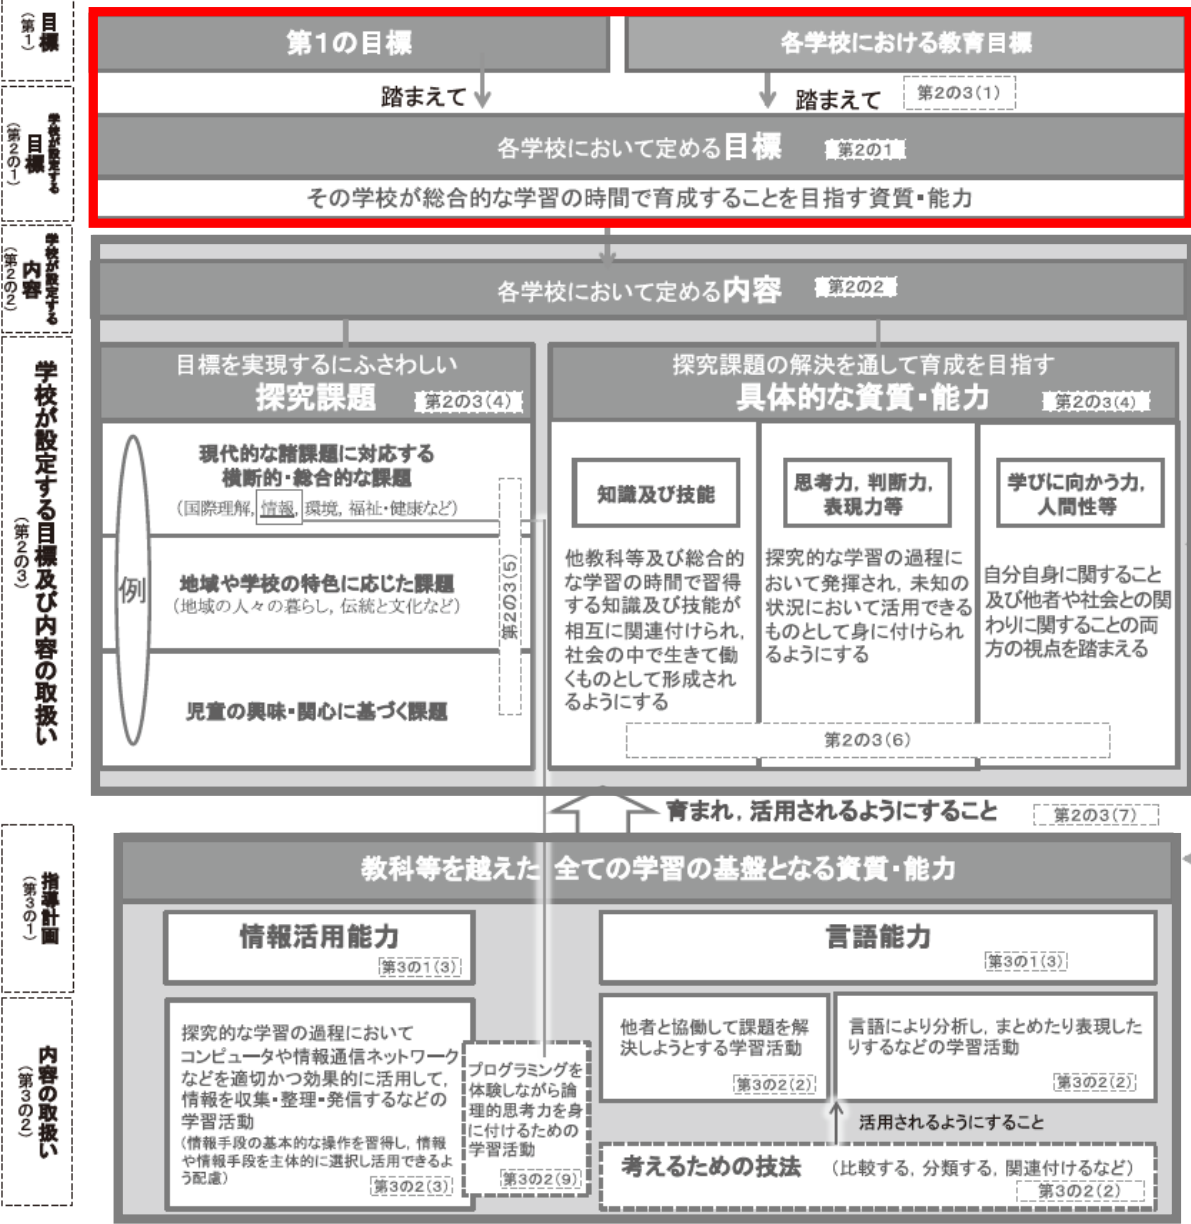 目標
(第1)
第1の目標
各学校における教育目標
踏まえて
踏まえて
第2の3(1)
学校が設定する
目標
(第2の1)
各学校において定める目標
第2の1
その学校が総合的な学習の時間で育成することを目指す資質・能力
学校が設定する
内容
(第2の2)
各学校において定める内容
第2の2
学校が設定する目標及び内容の取扱い
(第2の3)
目標を実現するにふさわしい
探究課題
第2の3(4)
例
現代的な諸課題に対応する
横断的・総合的な課題
(国際理解, 情報, 環境, 福祉・健康など)
地域や学校の特色に応じた課題
(地域の人々の暮らし, 伝統と文化など)
児童の興味・関心に基づく課題
第2の3(5)
探究課題の解決を通して育成を目指す
具体的な資質・能力
第2の3(4)
知識及び技能
他教科等及び総合的
な学習の時間で習得
する知識及び技能が
相互に関連付けられ,
社会の中で生きて働
くものとして形成され
るようにする
思考力, 判断力,
表現力等
探究的な学習の過程に
おいて発揮され, 未知の
状況において活用できる
ものとして身に付けられ
るようにする
学びに向かう力,
人間性等
自分自身に関すること
及び他者や社会との関
わりに関することの両
方の視点を踏まえる
第2の3(6)
育まれ, 活用されるようにすること
第2の3(7)
指導計画
(第3の1)
教科等を越えた 全ての学習の基盤となる資質・能力
情報活用能力
第3の1(3)
言語能力
第3の1(3)
内容の取扱い
(第3の2)
探究的な学習の過程において
コンピュータや情報通信ネットワーク
などを適切かつ効果的に活用して,
情報を収集・整理・発信するなどの
学習活動
(情報手段の基本的な操作を習得し, 情報
や情報手段を主体的に選択し活用できるよ
う配慮)
第3の2(3)
プログラミングを
体験しながら論
理的思考力を身
に付けるための
学習活動
第3の2(9)
他者と協働して課題を解
決しようとする学習活動
第3の2(2)
言語により分析し, まとめたり表現した
りするなどの学習活動
第3の2(2)
活用されるようにすること
考えるための技法 (比較する, 分類する, 関連付けるなど)
第3の2(2)